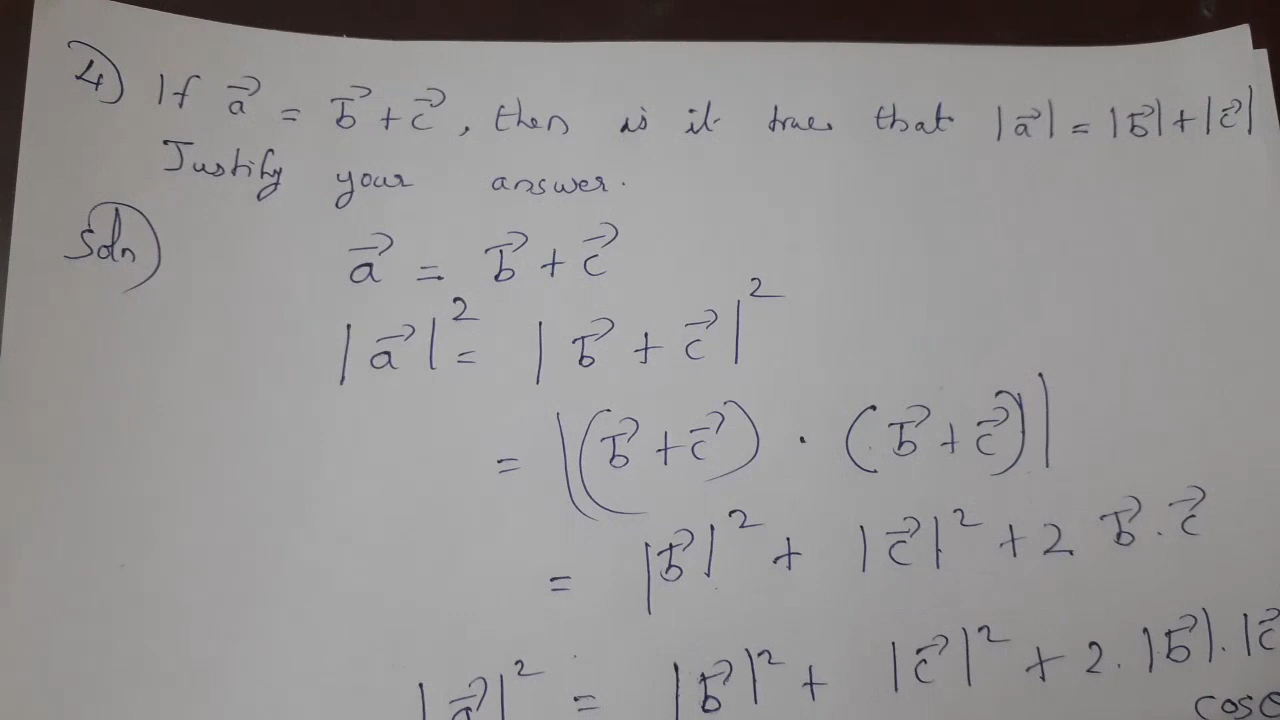 4) If a⃗ = b⃗ + c⃗, then is it true that |a⃗| = |b⃗| + |c⃗|
Justify your answer.
Soln) a⃗ = b⃗ + c⃗
|a⃗|² = |b⃗ + c⃗|²
= |(b⃗ + c⃗) · (b⃗ + c⃗)|
= |b⃗|² + |c⃗|² + 2 b⃗ . c⃗
|a⃗|² = |b⃗|² + |c⃗|² + 2 . |b⃗| . |c⃗
cosθ